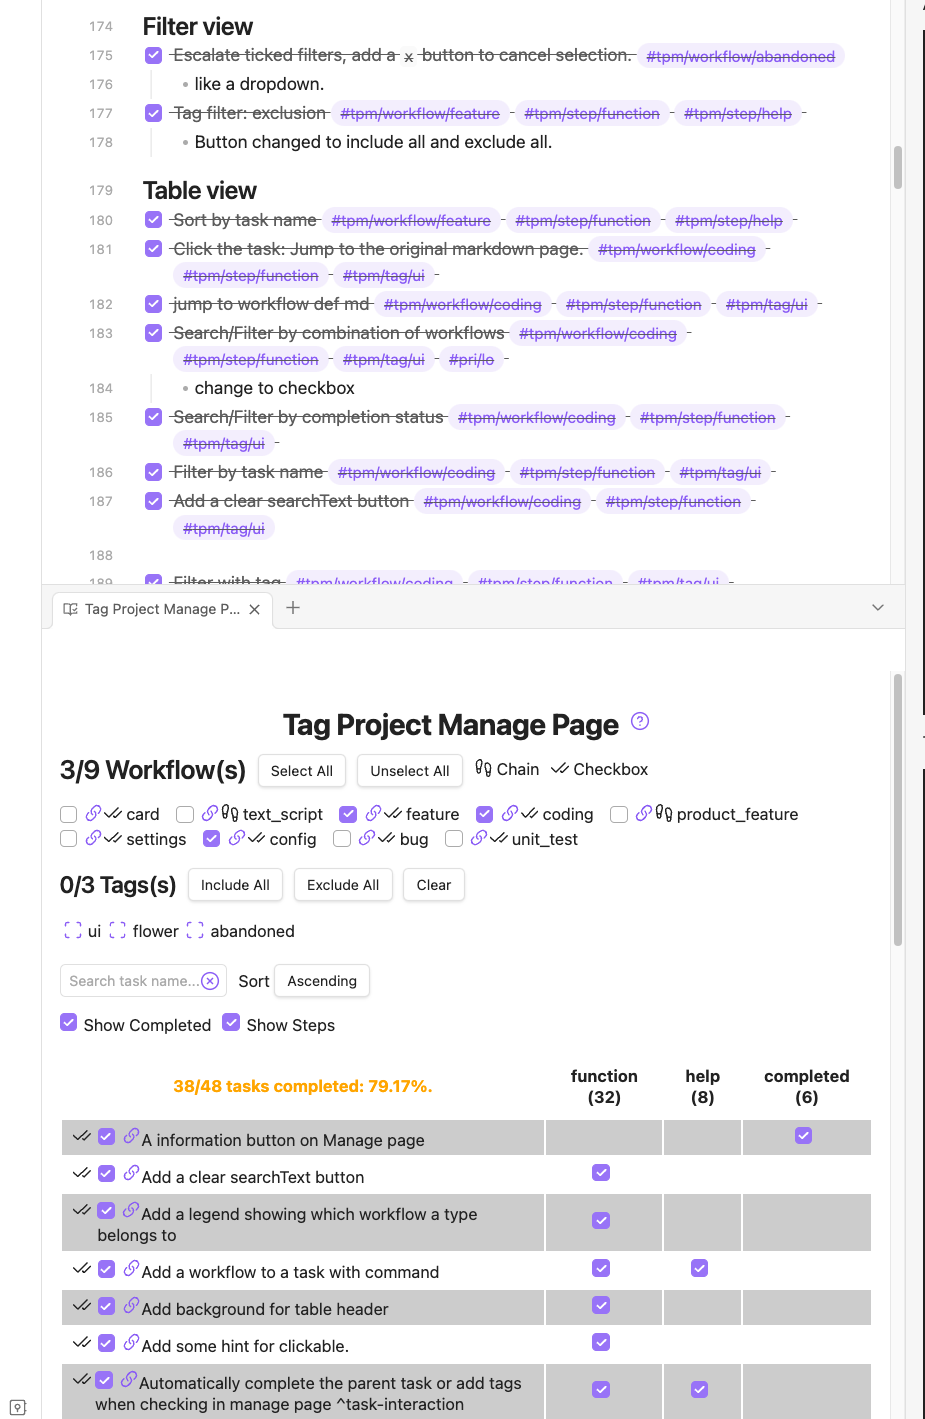 174 Filter view
175 Escalate ticked filters, add a x button to cancel selection. #tpm/workflow/abandoned
176 • like a dropdown.
177 Tag filter: exclusion #tpm/workflow/feature #tpm/step/function #tpm/step/help
178 • Button changed to include all and exclude all.
179 Table view
180 Sort by task name #tpm/workflow/feature #tpm/step/function #tpm/step/help
181 Click the task: Jump to the original markdown page. #tpm/workflow/coding
#tpm/step/function #tpm/tag/ui
182 jump to workflow def md #tpm/workflow/coding #tpm/step/function #tpm/tag/ui
183 Search/Filter by combination of workflows #tpm/workflow/coding
#tpm/step/function #tpm/tag/ui #pri/lo
184 • change to checkbox
185 Search/Filter by completion status #tpm/workflow/coding #tpm/step/function
#tpm/tag/ui
186 Filter by task name #tpm/workflow/coding #tpm/step/function #tpm/tag/ui
187 Add a clear searchText button #tpm/workflow/coding #tpm/step/function
#tpm/tag/ui
188
189 Filter with tag #tpm/workflow/coding #tpm/step/function #tpm/tag/ui
Tag Project Manage P...
Tag Project Manage Page
3/9 Workflow(s) Select All Unselect All Chain Checkbox
card text_script feature coding product_feature
settings config bug unit_test
0/3 Tags(s) Include All Exclude All Clear
ui flower abandoned
Search task name... Sort Ascending
Show Completed Show Steps
38/48 tasks completed: 79.17%. function (32) help (8) completed (6)
A information button on Manage page
Add a clear searchText button
Add a legend showing which workflow a type
belongs to
Add a workflow to a task with command
Add background for table header
Add some hint for clickable.
Automatically complete the parent task or add tags
when checking in manage page ^task-interaction